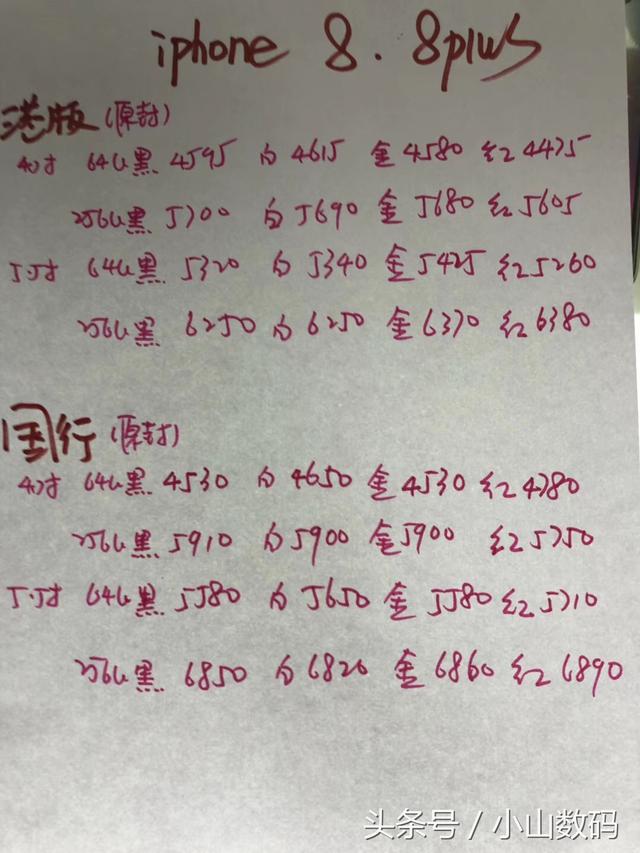 iphone 8.8plus
港版(原封)
4.7寸 64G黑 4595 白 4615 金 4580 红 4475
256G黑 5700 白 5690 金 5680 红 5605
5.5寸 64G黑 5320 白 5340 金 5425 红 5260
256G黑 6250 白 6250 金 6370 红 6380
国行(原封)
4.7寸 64G黑 4530 白 4650 金 4530 红
256G黑 5910 白 5900 金 5900 红 5750
5.5寸 64G黑 5580 白 5650 金 5580 红 5710
256G黑 6850 白 6820 金 6860 红 6890
头条号 / 小山数码